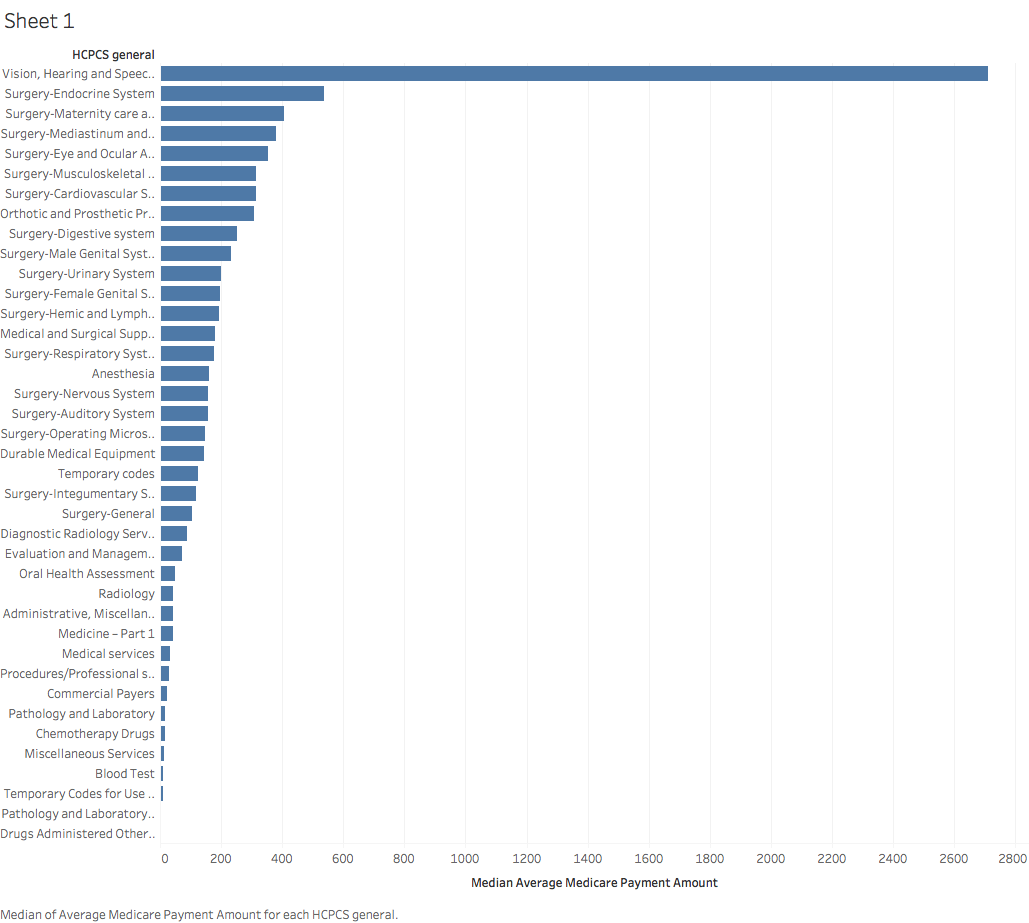 Sheet 1
HCPCS general
Vision, Hearing and Speec..
Surgery-Endocrine System
Surgery-Maternity care a..
Surgery-Mediastinum and..
Surgery-Eye and Ocular A..
Surgery-Musculoskeletal ..
Surgery-Cardiovascular S..
Orthotic and Prosthetic Pr..
Surgery-Digestive system
Surgery-Male Genital Syst..
Surgery-Urinary System
Surgery-Female Genital S..
Surgery-Hemic and Lymph..
Medical and Surgical Supp..
Surgery-Respiratory Syst..
Anesthesia
Surgery-Nervous System
Surgery-Auditory System
Surgery-Operating Micros..
Durable Medical Equipment
Temporary codes
Surgery-Integumentary S..
Surgery-General
Diagnostic Radiology Serv..
Evaluation and Managem..
Oral Health Assessment
Radiology
Administrative, Miscellan..
Medicine – Part 1
Medical services
Procedures/Professional s..
Commercial Payers
Pathology and Laboratory
Chemotherapy Drugs
Miscellaneous Services
Blood Test
Temporary Codes for Use ..
Pathology and Laboratory..
Drugs Administered Other..
0 200 400 600 800 1000 1200 1400 1600 1800 2000 2200 2400 2600 2800
Median Average Medicare Payment Amount
Median of Average Medicare Payment Amount for each HCPCS general.